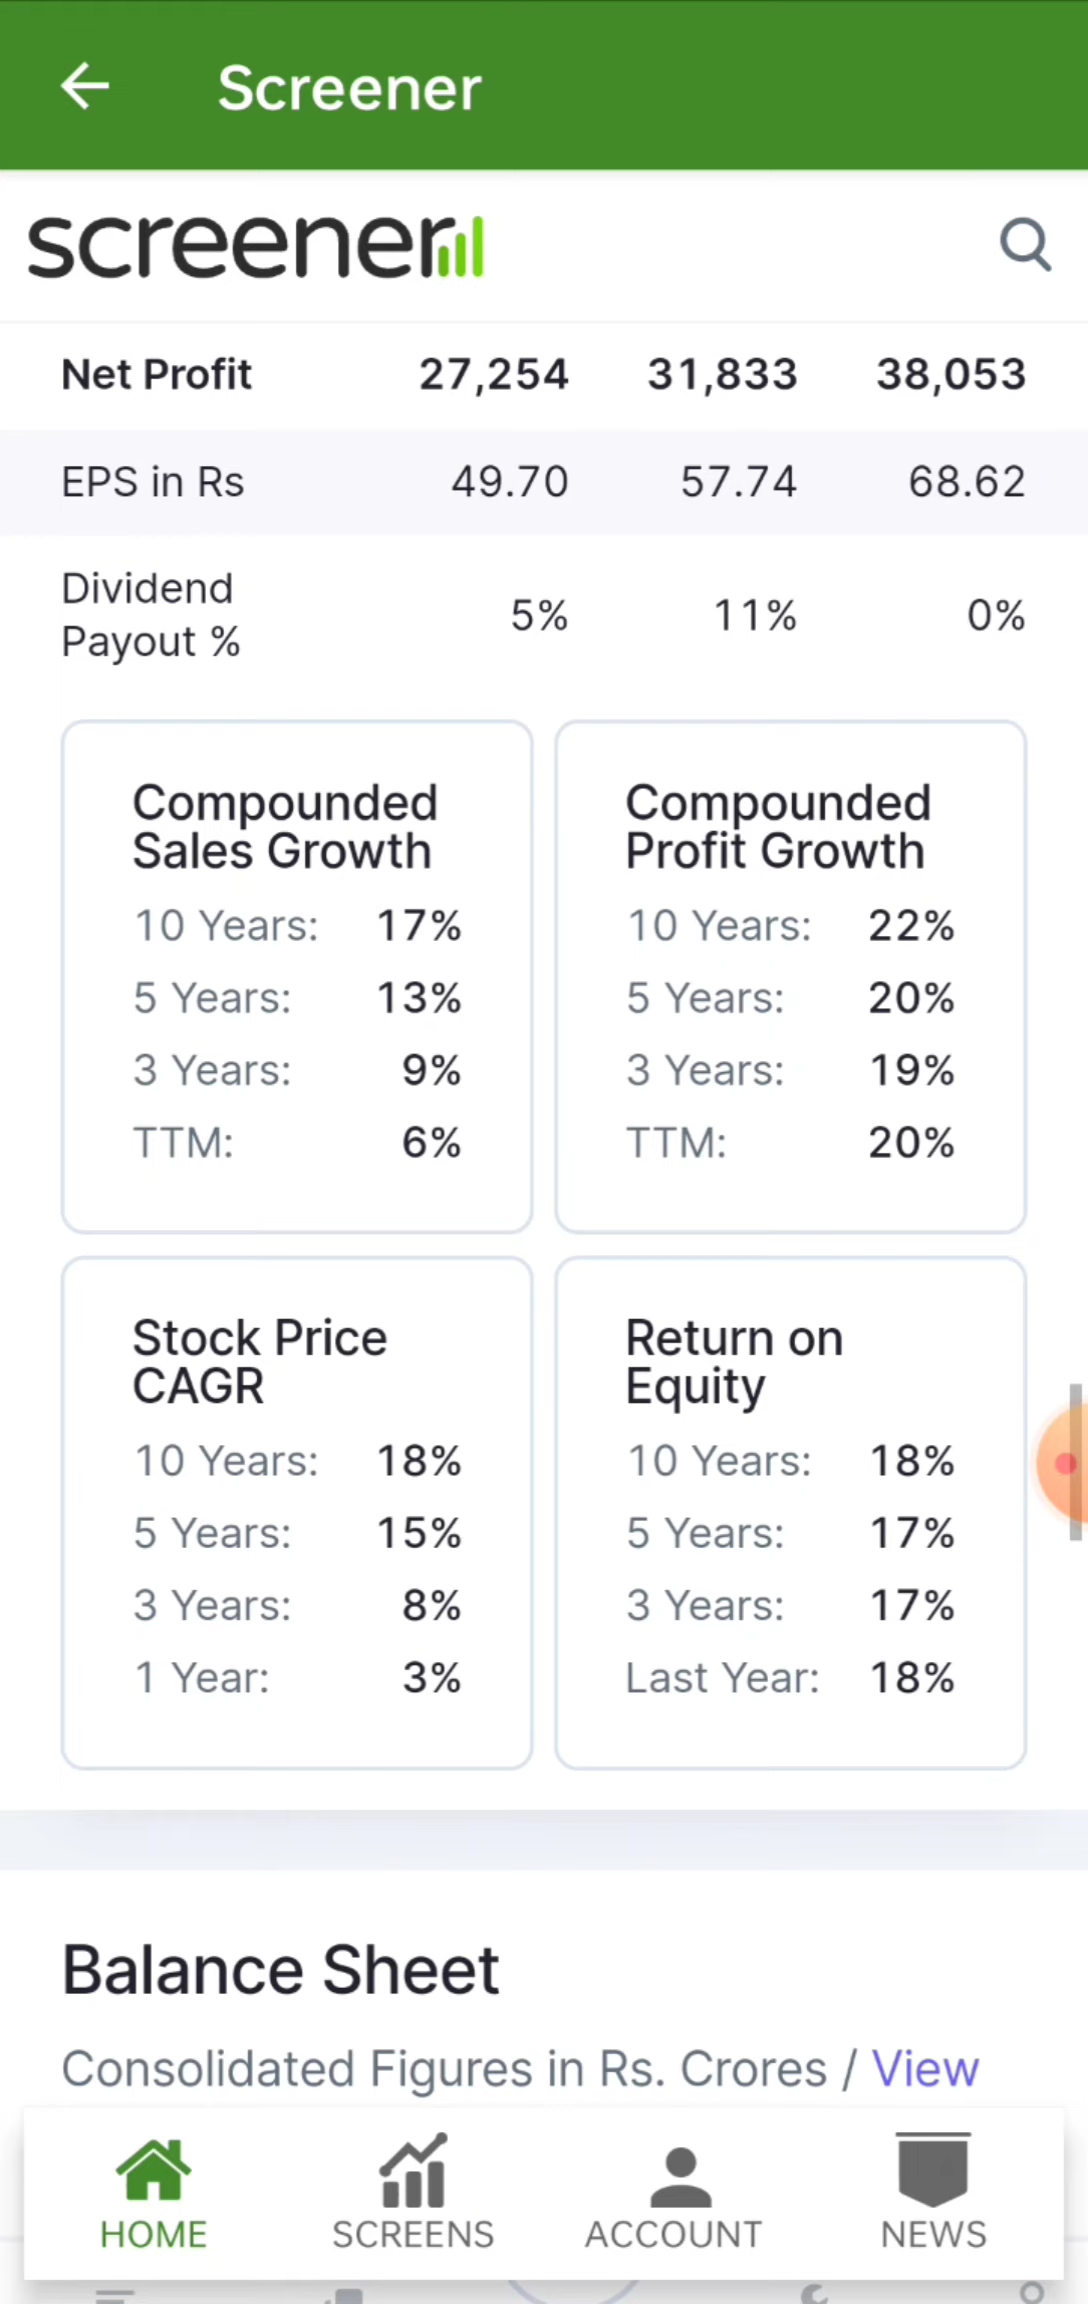 Screener
screener
Net Profit 27,254 31,833 38,053
EPS in Rs 49.70 57.74 68.62
Dividend
Payout % 5% 11% 0%
Compounded
Sales Growth
10 Years: 17%
5 Years: 13%
3 Years: 9%
TTM: 6%
Compounded
Profit Growth
10 Years: 22%
5 Years: 20%
3 Years: 19%
TTM: 20%
Stock Price
CAGR
10 Years: 18%
5 Years: 15%
3 Years: 8%
1 Year: 3%
Return on
Equity
10 Years: 18%
5 Years: 17%
3 Years: 17%
Last Year: 18%
Balance Sheet
Consolidated Figures in Rs. Crores / View
HOME SCREENS ACCOUNT NEWS